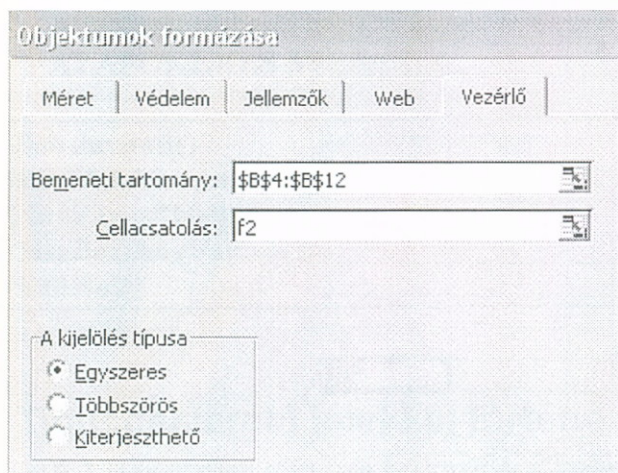 Objektumok formázása
Méret Védelem Jellemzők Web Vezérlő
Bemeneti tartomány: $B$4:$B$12
Cellacsatolás: f2
A kijelölés típusa
Egyszeres
Többszörös
Kiterjeszthető